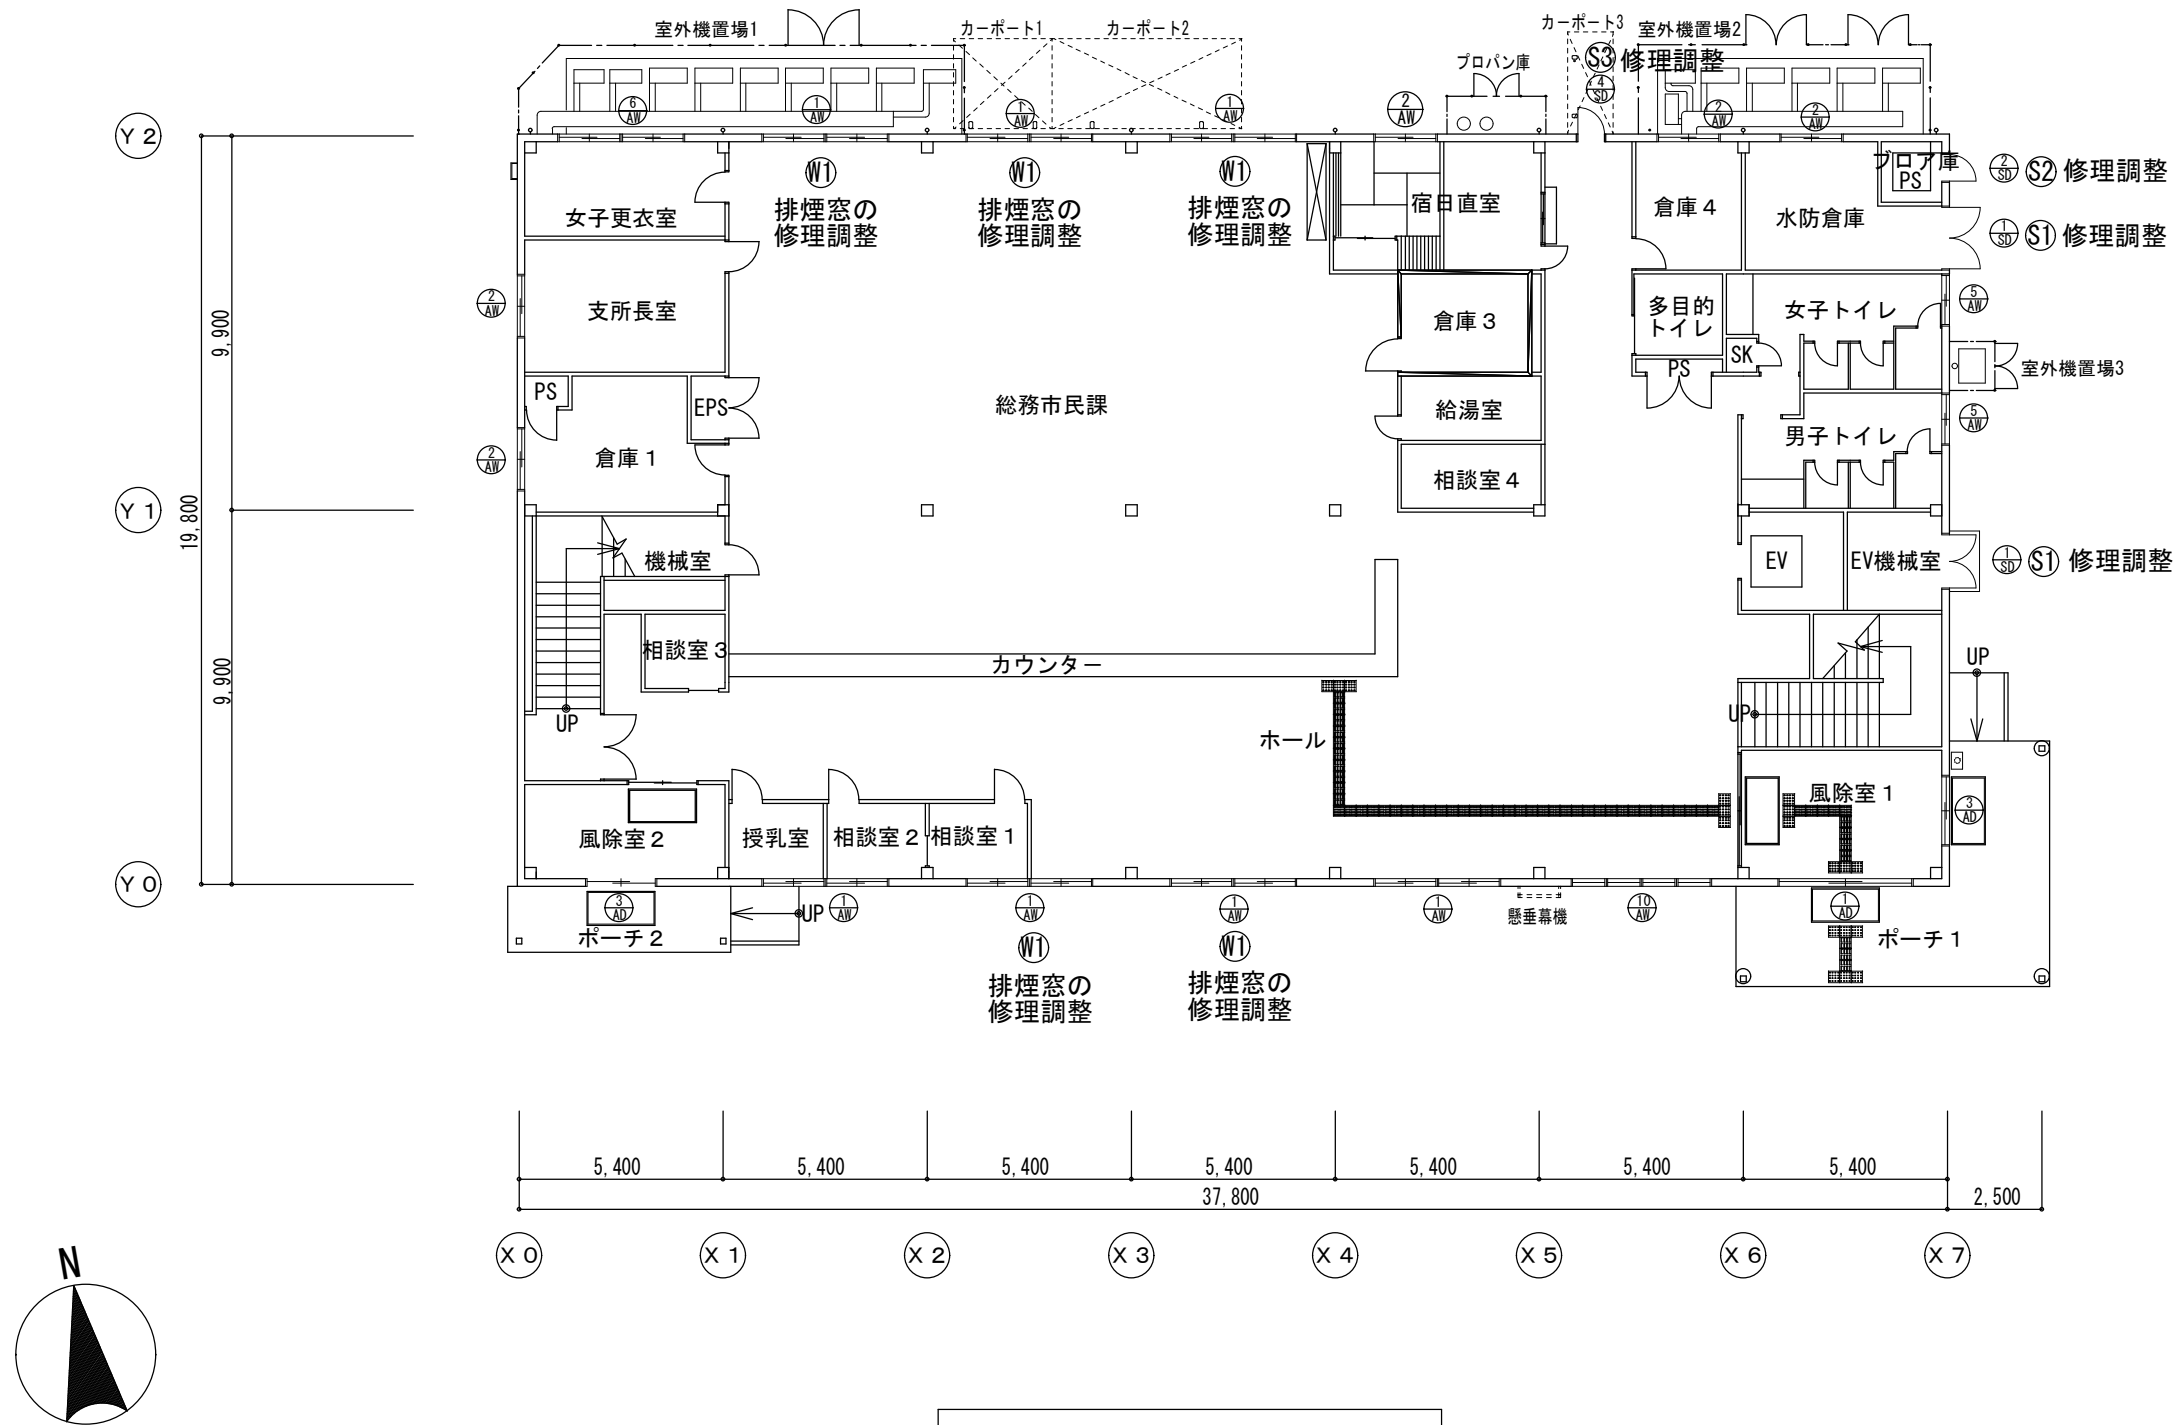 室外機置場1
カーポート1
カーポート2
カーポート3
室外機置場2
プロパン庫
S3 修理調整
4
SD
6
AW
1
AW
1
AW
1
AW
2
AW
2
AW
2
AW
Y 2
W1
排煙窓の
修理調整
W1
排煙窓の
修理調整
W1
排煙窓の
修理調整
女子更衣室
宿日直室
倉庫4
水防倉庫
ブロア庫
PS
2
SD
S2 修理調整
1
SD
S1 修理調整
2
AW
支所長室
倉庫3
多目的
トイレ
女子トイレ
5
AW
SK
PS
室外機置場3
9,900
PS
EPS
総務市民課
給湯室
男子トイレ
5
AW
2
AW
倉庫1
相談室4
Y 1
19,800
機械室
EV
EV機械室
1
SD
S1 修理調整
相談室3
カウンター
UP
9,900
UP
UP
ホール
風除室1
3
AD
風除室2
授乳室
相談室2
相談室1
Y 0
3
AD
UP
1
AW
1
AW
1
AW
1
AW
懸垂幕機
10
AW
1
AD
ポーチ2
ポーチ1
W1
排煙窓の
修理調整
W1
排煙窓の
修理調整
5,400
5,400
5,400
5,400
5,400
5,400
5,400
37,800
2,500
X 0
X 1
X 2
X 3
X 4
X 5
X 6
X 7
N